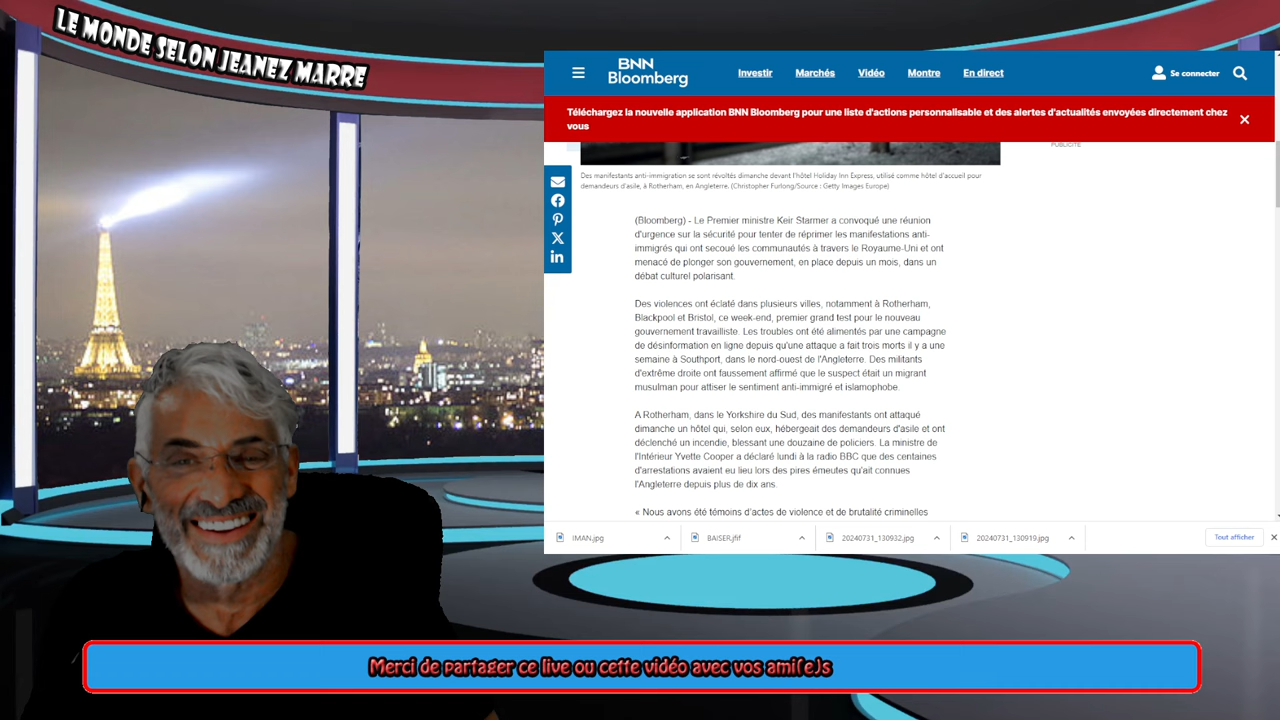 LE MONDE SELON JEANEZ MARRE
BNN
Bloomberg
Investir
Marchés
Vidéo
Montre
En direct
Se connecter
Téléchargez la nouvelle application BNN Bloomberg pour une liste d'actions personnalisable et des alertes d'actualités envoyées directement chez
vous
PUBLICITÉ
Des manifestants anti-immigration se sont révoltés dimanche devant l'hôtel Holiday Inn Express, utilisé comme hôtel d'accueil pour
demandeurs d'asile, à Rotherham, en Angleterre. (Christopher Furlong/Source : Getty Images Europe)
(Bloomberg) - Le Premier ministre Keir Starmer a convoqué une réunion
d'urgence sur la sécurité pour tenter de réprimer les manifestations anti-
immigrés qui ont secoué les communautés à travers le Royaume-Uni et ont
menacé de plonger son gouvernement, en place depuis un mois, dans un
débat culturel polarisant.
Des violences ont éclaté dans plusieurs villes, notamment à Rotherham,
Blackpool et Bristol, ce week-end, premier grand test pour le nouveau
gouvernement travailliste. Les troubles ont été alimentés par une campagne
de désinformation en ligne depuis qu'une attaque a fait trois morts il y a une
semaine à Southport, dans le nord-ouest de l'Angleterre. Des militants
d'extrême droite ont faussement affirmé que le suspect était un migrant
musulman pour attiser le sentiment anti-immigré et islamophobe.
A Rotherham, dans le Yorkshire du Sud, des manifestants ont attaqué
dimanche un hôtel qui, selon eux, hébergeait des demandeurs d'asile et ont
déclenché un incendie, blessant une douzaine de policiers. La ministre de
l'Intérieur Yvette Cooper a déclaré lundi à la radio BBC que des centaines
d'arrestations avaient eu lieu lors des pires émeutes qu'ait connues
l'Angleterre depuis plus de dix ans.
« Nous avons été témoins d'actes de violence et de brutalité criminelles
IMAN.jpg
BAISER.jfif
20240731_130932.jpg
20240731_130919.jpg
Tout afficher
Merci de partager ce live ou cette vidéo avec vos ami(e)s